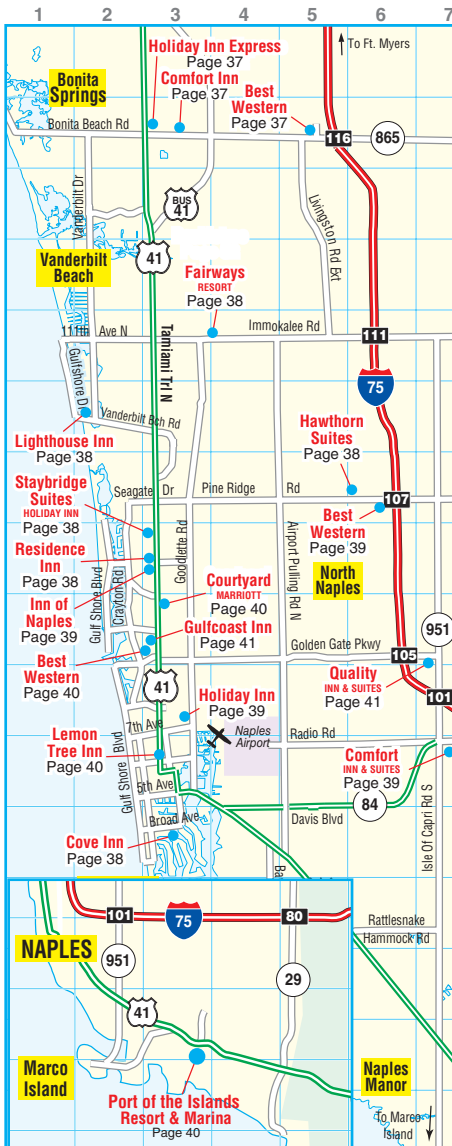 1 2 3 4 5 6 7
To Ft. Myers
Holiday Inn Express
Page 37
Comfort Inn
Page 37
Best
Western
Page 37
Bonita
Springs
Bonita Beach Rd
116
865
Vanderbilt Dr
BUS
41
Livingston Rd Ext
Vanderbilt
Beach
41
Fairways
RESORT
Page 38
Tamiami Trl N
111th Ave N
Immokalee Rd
111
Gulfshore Dr
75
Vanderbilt Bch Rd
Lighthouse Inn
Page 38
Hawthorn
Suites
Page 38
Staybridge
Suites
HOLIDAY INN
Page 38
Seagate Dr
Pine Ridge Rd
107
Best
Western
Page 39
Residence
Inn
Page 38
Goodlette Rd
Airport Pulling Rd N
North
Naples
Gulf Shore Blvd
Crayton Rd
Courtyard
MARRIOTT
Page 40
Inn of
Naples
Page 39
Gulfcoast Inn
Page 41
951
Golden Gate Pkwy
105
Best
Western
Page 40
41
Quality
INN & SUITES
Page 41
101
Holiday Inn
Page 39
7th Ave
Naples
Airport
Radio Rd
Lemon
Tree Inn
Page 40
Gulf Shore Blvd
Comfort
INN & SUITES
Page 39
5th Ave
84
Broad Ave
Davis Blvd
Isle Of Capri Rd S
Cove Inn
Page 38
Ba
101
75
80
Rattlesnake
Hammock Rd
NAPLES
951
29
41
Marco
Island
Naples
Manor
Port of the Islands
Resort & Marina
Page 40
To Marco
Island